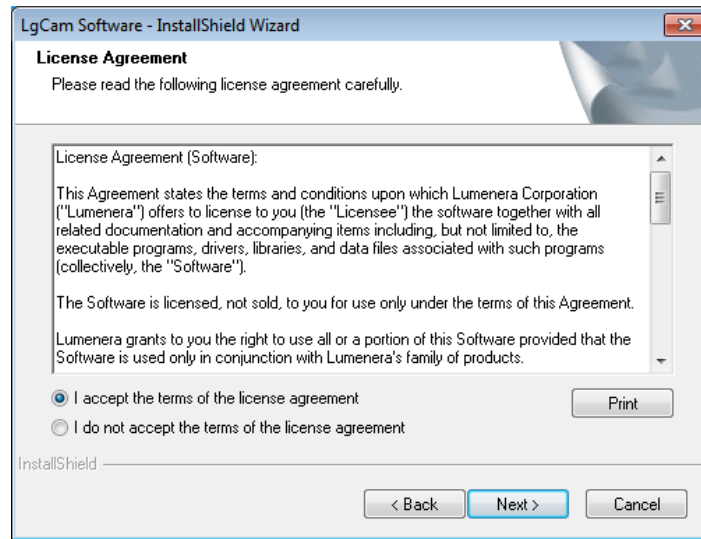 LgCam Software - InstallShield Wizard
License Agreement
Please read the following license agreement carefully.
License Agreement (Software):
This Agreement states the terms and conditions upon which Lumenera Corporation
("Lumenera") offers to license to you (the "Licensee") the software together with all
related documentation and accompanying items including, but not limited to, the
executable programs, drivers, libraries, and data files associated with such programs
(collectively, the "Software").
The Software is licensed, not sold, to you for use only under the terms of this Agreement.
Lumenera grants to you the right to use all or a portion of this Software provided that the
Software is used only in conjunction with Lumenera's family of products.
I accept the terms of the license agreement
Print
I do not accept the terms of the license agreement
InstallShield
< Back
Next >
Cancel